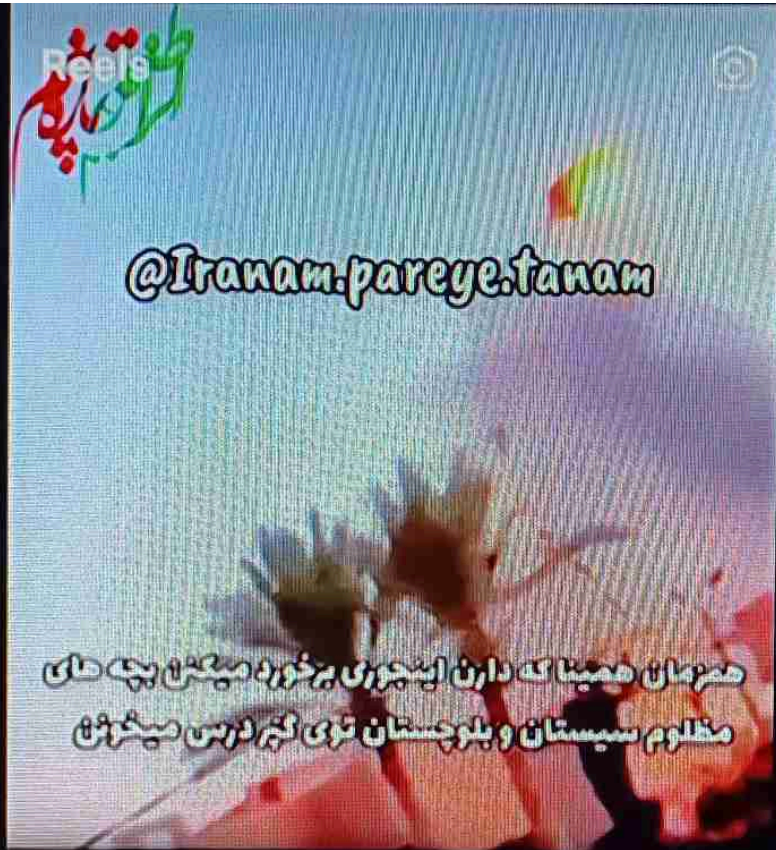 Reels
@Iranam.pareye.tanam
همزمان همینا که دارن اینجوری برخورد میکنن بچه های
مظلوم سیستان و بلوچستان توی کپر درس میخونن